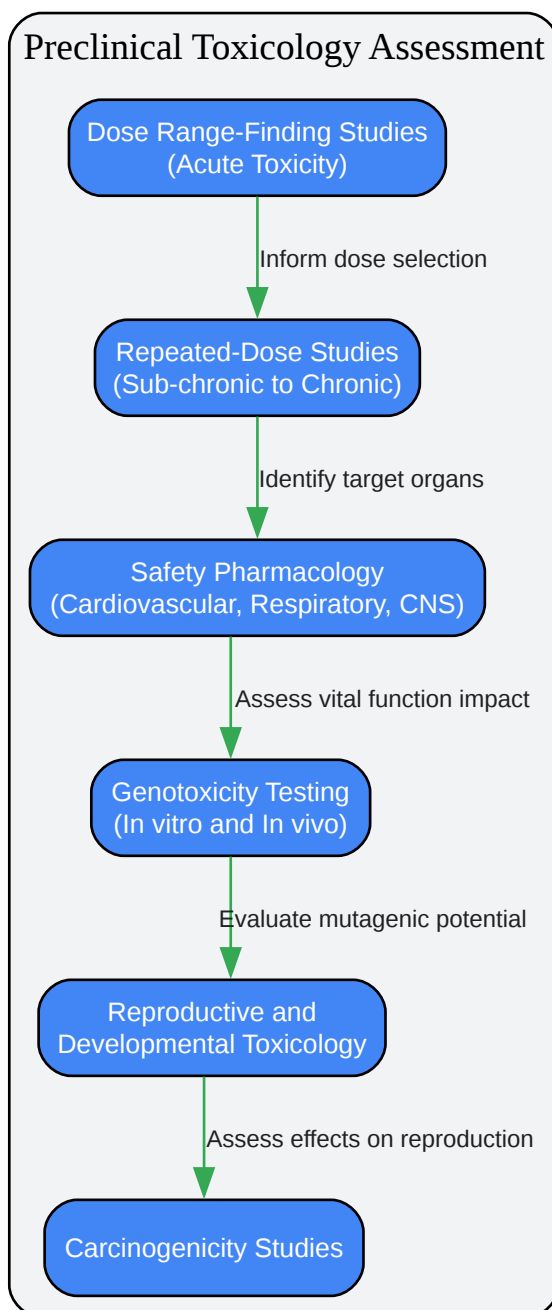 Preclinical Toxicology Assessment
Dose Range-Finding Studies
(Acute Toxicity)
Inform dose selection
Repeated-Dose Studies
(Sub-chronic to Chronic)
Identify target organs
Safety Pharmacology
(Cardiovascular, Respiratory, CNS)
Assess vital function impact
Genotoxicity Testing
(In vitro and In vivo)
Evaluate mutagenic potential
Reproductive and
Developmental Toxicology
Assess effects on reproduction
Carcinogenicity Studies